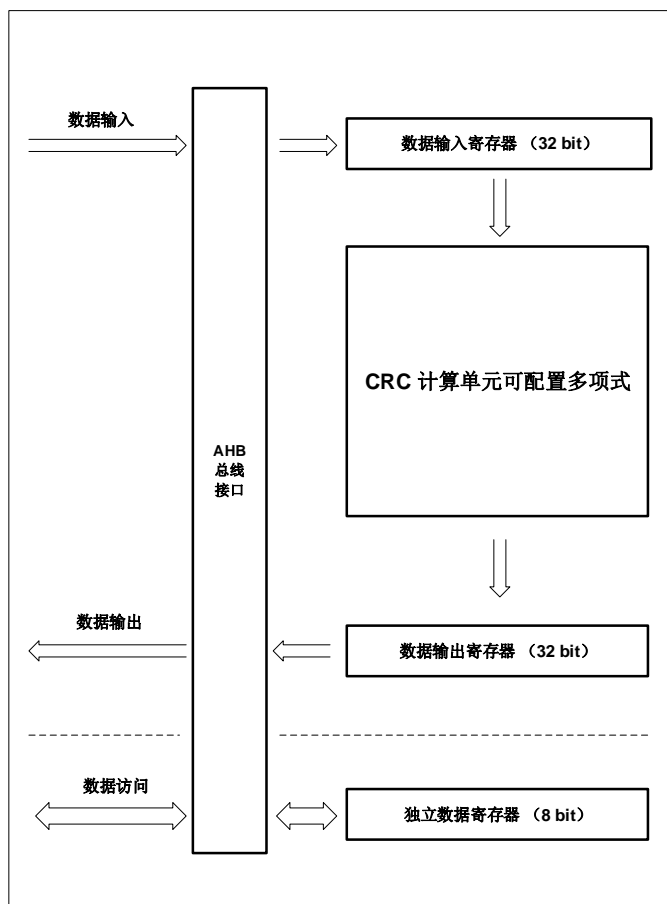 数据输入
数据输入寄存器 （32 bit）
CRC 计算单元可配置多项式
AHB
总线
接口
数据输出
数据输出寄存器 （32 bit）
数据访问
独立数据寄存器 （8 bit）